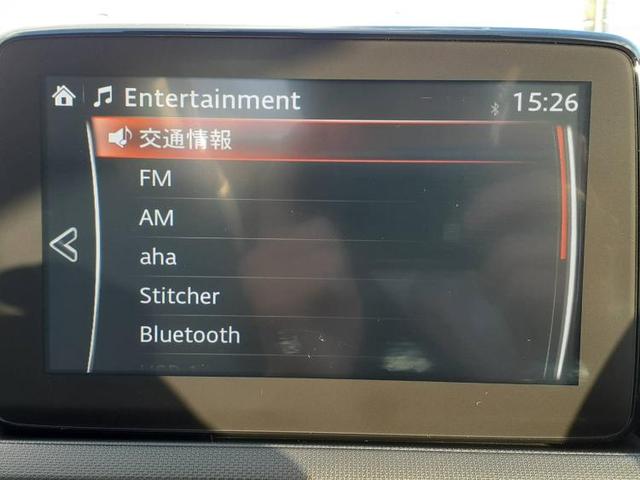 Entertainment 15:26
交通情報
FM
AM
aha
Stitcher
Bluetooth